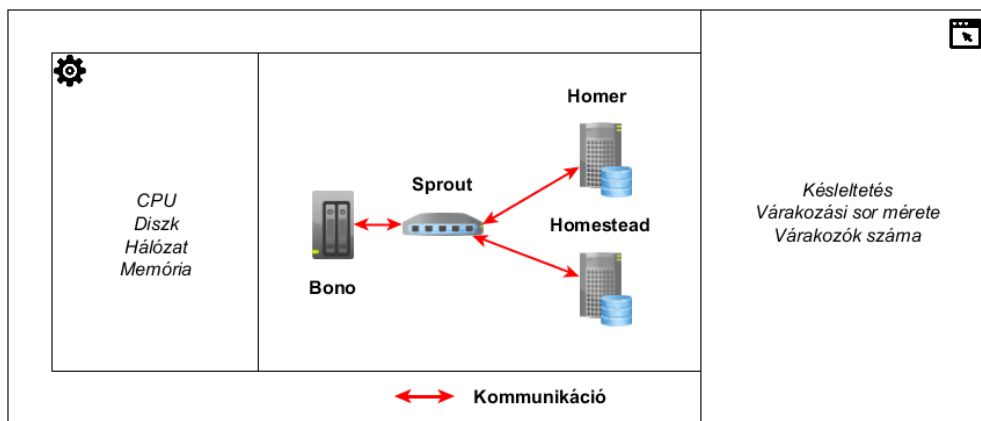 CPU
Diszk
Hálózat
Memória
Homer
Sprout
Homestead
Bono
Késleltetés
Várakozási sor mérete
Várakozók száma
Kommunikáció